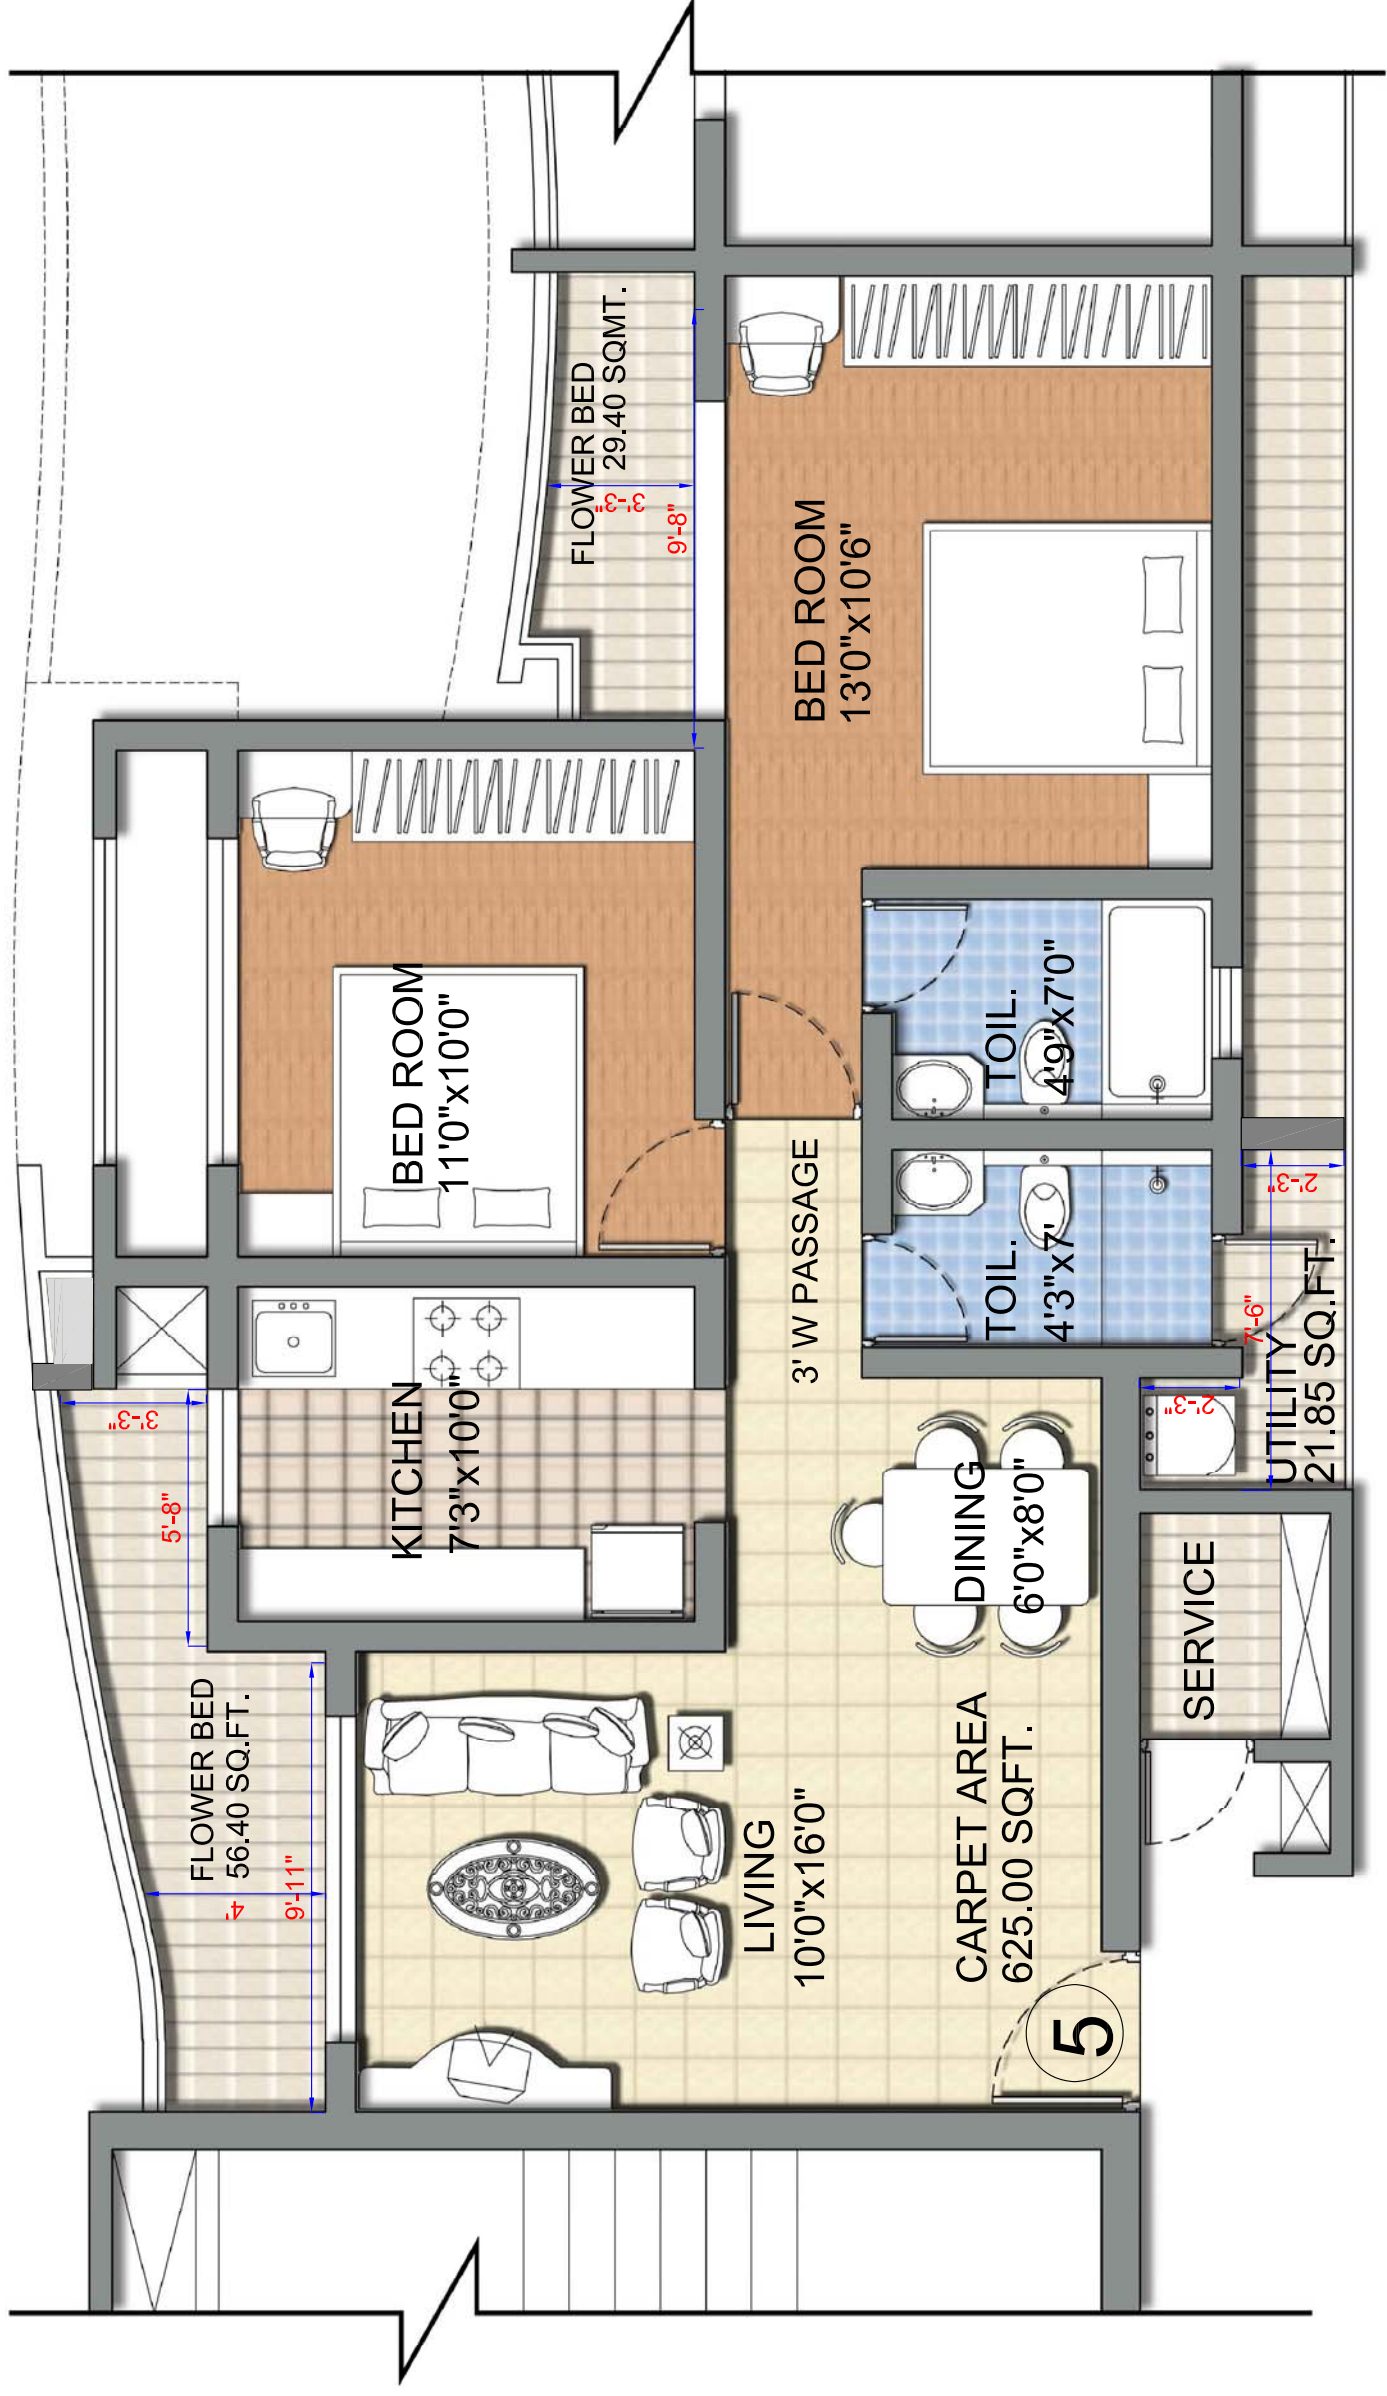 FLOWER BED
29.40 SQMT.
3'-3"
9'-8"
BED ROOM
13'0"x10'6"
BED ROOM
11'0"x10'0"
TOIL.
4'9"x7'0"
3' W PASSAGE
TOIL.
4'3"x7'
2'-3"
7'-6"
UTILITY
21.85 SQ.FT.
2'-3"
3'-3"
5'-8"
KITCHEN
7'3"x10'0"
DINING
6'0"x8'0"
SERVICE
FLOWER BED
56.40 SQ.FT.
4'
9'-11"
LIVING
10'0"x16'0"
CARPET AREA
625.00 SQFT.
5